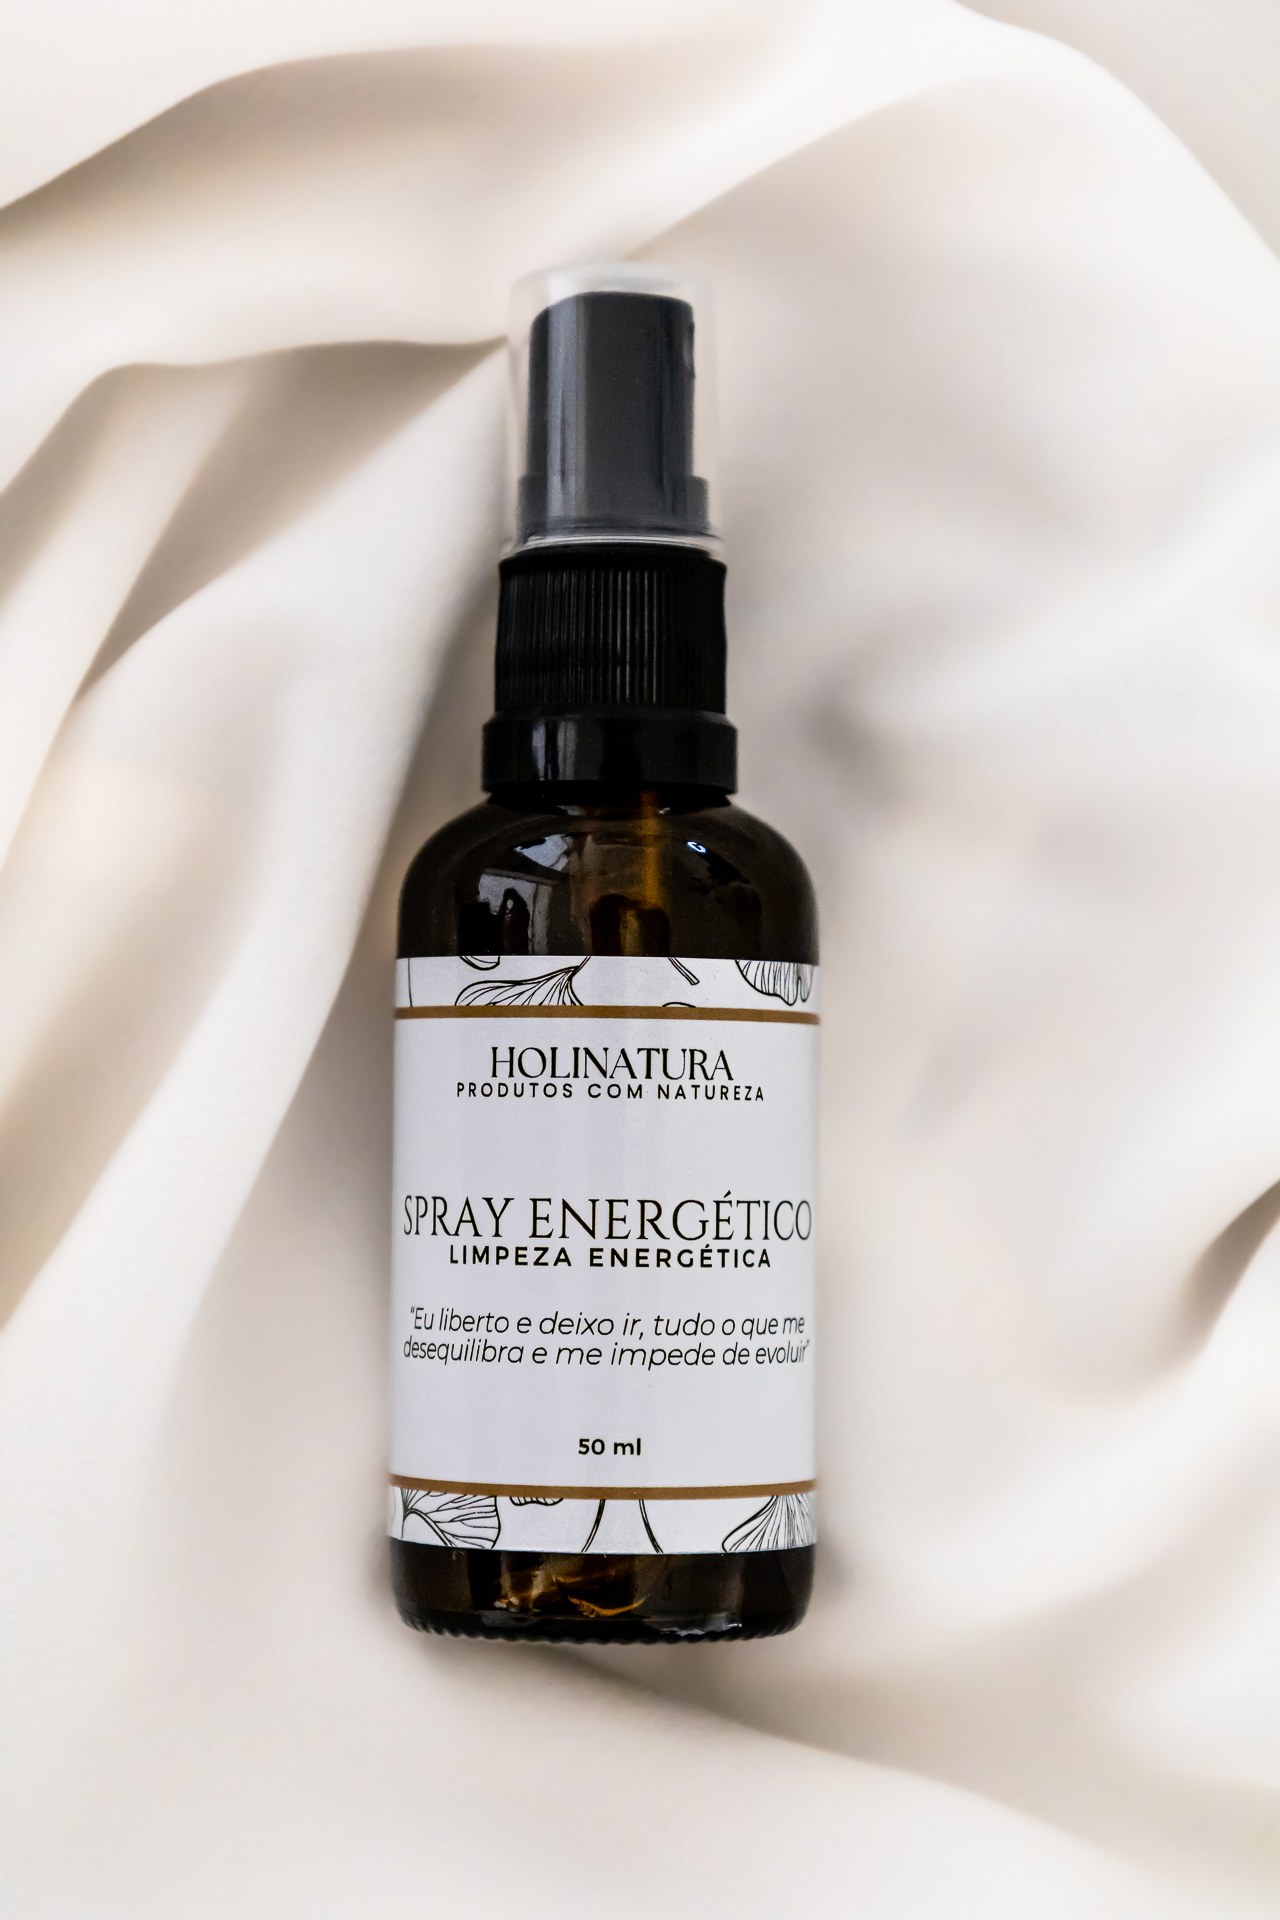 HOLINATURA
PRODUTOS COM NATUREZA
SPRAY ENERGÉTICO
LIMPEZA ENERGÉTICA
“Eu liberto e deixo ir, tudo o que me
desequilibra e me impede de evoluir”
50 ml